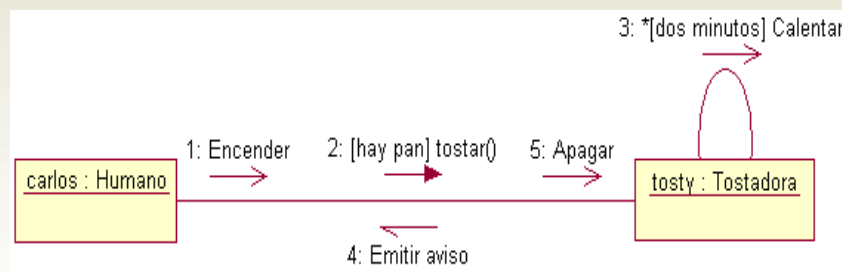 3: *[dos minutos] Calentar
1: Encender
2: [hay pan] tostar()
5: Apagar
carlos : Humano
tosty : Tostadora
4: Emitir aviso